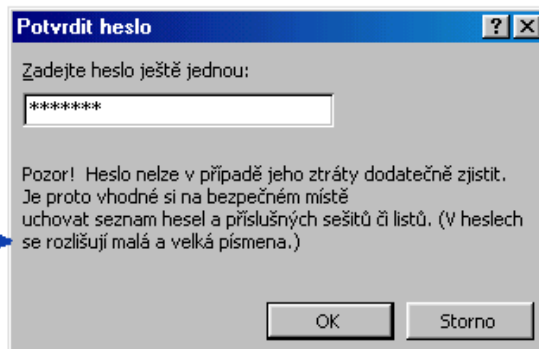 Potvrdit heslo
Zadejte heslo ještě jednou:
*******
Pozor!  Heslo nelze v případě jeho ztráty dodatečně zjistit.
Je proto vhodné si na bezpečném místě
uchovat seznam hesel a příslušných sešitů či listů. (V heslech
se rozlišují malá a velká písmena.)
OK
Storno